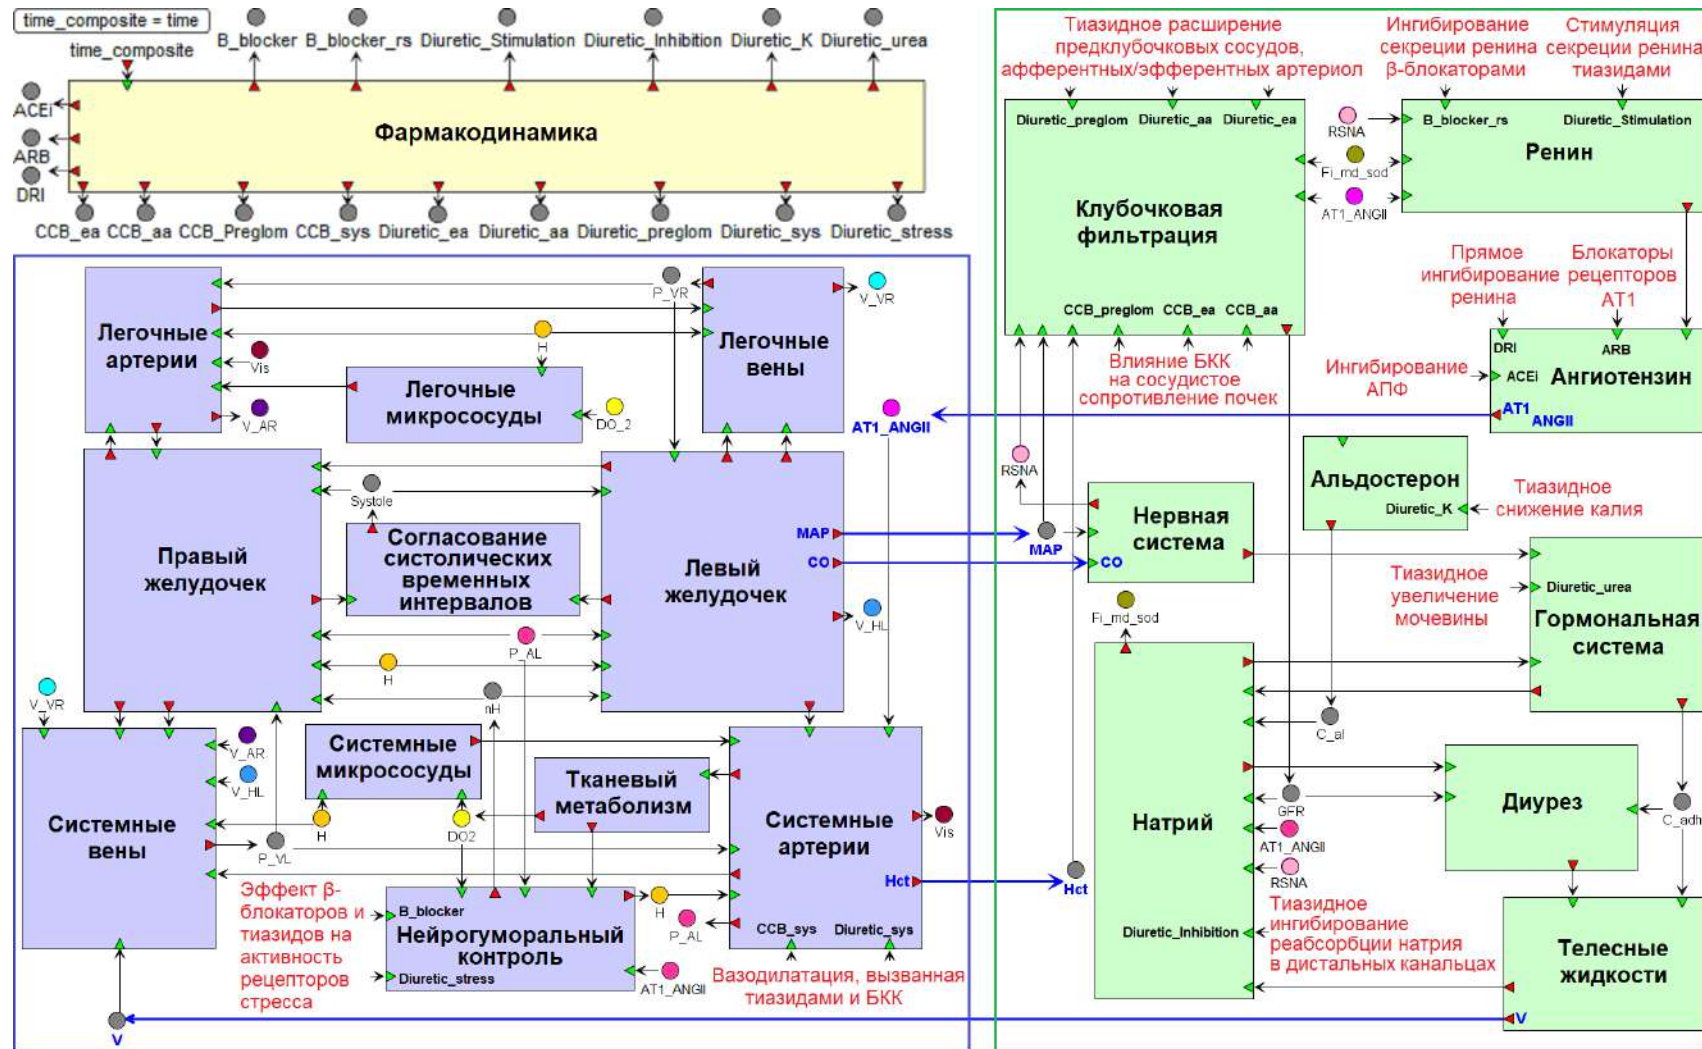 time_composite = time
time_composite
B_blocker
B_blocker_rs
Diuretic_Stimulation
Diuretic_Inhibition
Diuretic_K
Diuretic_urea
ACEi
ARB
DRI
Фармакодинамика
CCB_ea
CCB_aa
CCB_Preglom
CCB_sys
Diuretic_ea
Diuretic_aa
Diuretic_preglom
Diuretic_sys
Diuretic_stress
Легочные
артерии
P_VR
H
Vis
V_AR
Легочные
микрососуды
DO_2
Легочные
вены
V_VR
AT1_ANGII
Правый
желудочек
Systole
Согласование
систолических
временных
интервалов
Левый
желудочек
MAP
CO
V_HL
P_AL
H
nH
V_VR
Системные
вены
V_AR
V_HL
H
P_VL
Системные
микрососуды
DO2
Тканевый
метаболизм
Системные
артерии
Vis
Hct
CCB_sys
Diuretic_sys
H
P_AL
Эффект β-
блокаторов и
тиазидов на
активность
рецепторов
стресса
B_blocker
Нейрогуморальный
контроль
Diuretic_stress
AT1_ANGII
Вазодилатация, вызванная
тиазидами и БКК
V
Тиазидное расширение
предклубочковых сосудов,
афферентных/эфферентных артериол
Ингибирование
секреции ренина
β-блокаторами
Стимуляция
секреции ренина
тиазидами
Diuretic_preglom
Diuretic_aa
Diuretic_ea
Клубочковая
фильтрация
CCB_preglom
CCB_ea
CCB_aa
RSNA
Fi_md_sod
AT1_ANGII
B_blocker_rs
Diuretic_Stimulation
Ренин
Прямое
ингибирование
ренина
Блокаторы
рецепторов
AT1
Влияние БКК
на сосудистое
сопротивление почек
Ингибирование
АПФ
DRI
ARB
ACEi
Ангиотензин
AT1
ANGII
RSNA
MAP
Нервная
система
CO
Альдостерон
Diuretic_K
Тиазидное
снижение калия
Тиазидное
увеличение
мочевины
Diuretic_urea
Гормональная
система
Fi_md_sod
C_al
Натрий
GFR
AT1_ANGII
RSNA
Diuretic_Inhibition
Hct
Диурез
C_adh
Тиазидное
ингибирование
реабсорбции натрия
в дистальных канальцах
Телесные
жидкости
V